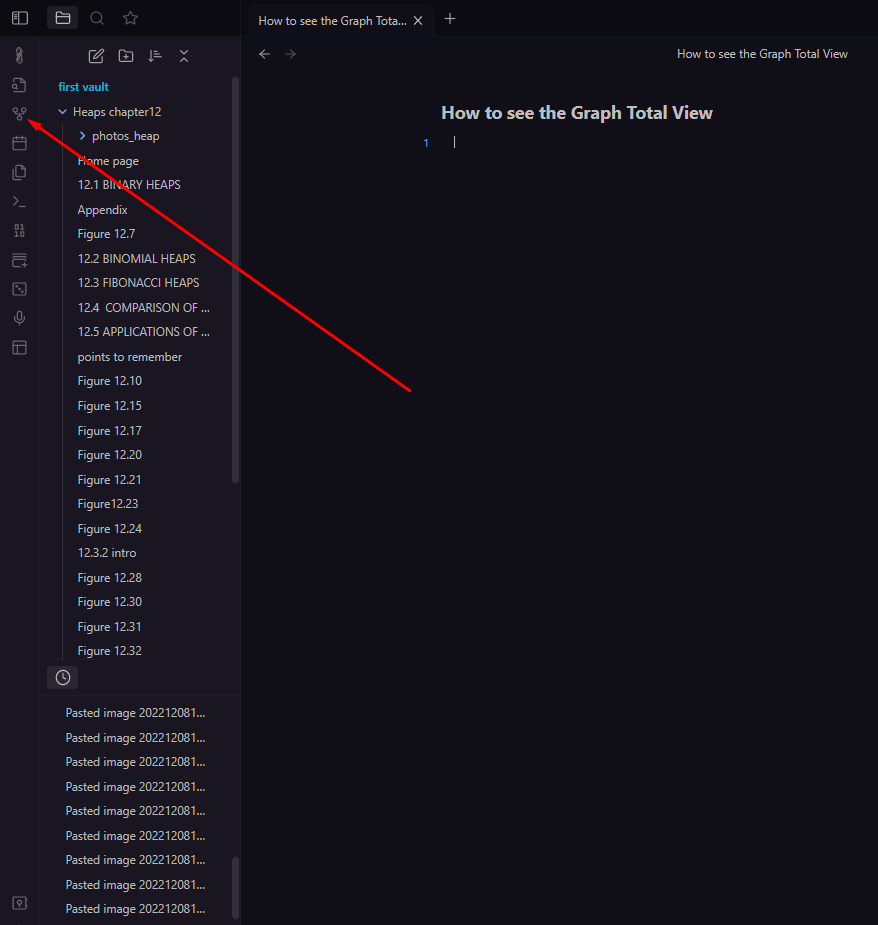 How to see the Graph Tota...
How to see the Graph Total View
first vault
Heaps chapter12
photos_heap
Home page
12.1 BINARY HEAPS
Appendix
Figure 12.7
12.2 BINOMIAL HEAPS
12.3 FIBONACCI HEAPS
12.4 COMPARISON OF ...
12.5 APPLICATIONS OF ...
points to remember
Figure 12.10
Figure 12.15
Figure 12.17
Figure 12.20
Figure 12.21
Figure12.23
Figure 12.24
12.3.2 intro
Figure 12.28
Figure 12.30
Figure 12.31
Figure 12.32
Pasted image 202212081...
Pasted image 202212081...
Pasted image 202212081...
Pasted image 202212081...
Pasted image 202212081...
Pasted image 202212081...
Pasted image 202212081...
Pasted image 202212081...
Pasted image 202212081...
How to see the Graph Total View
1